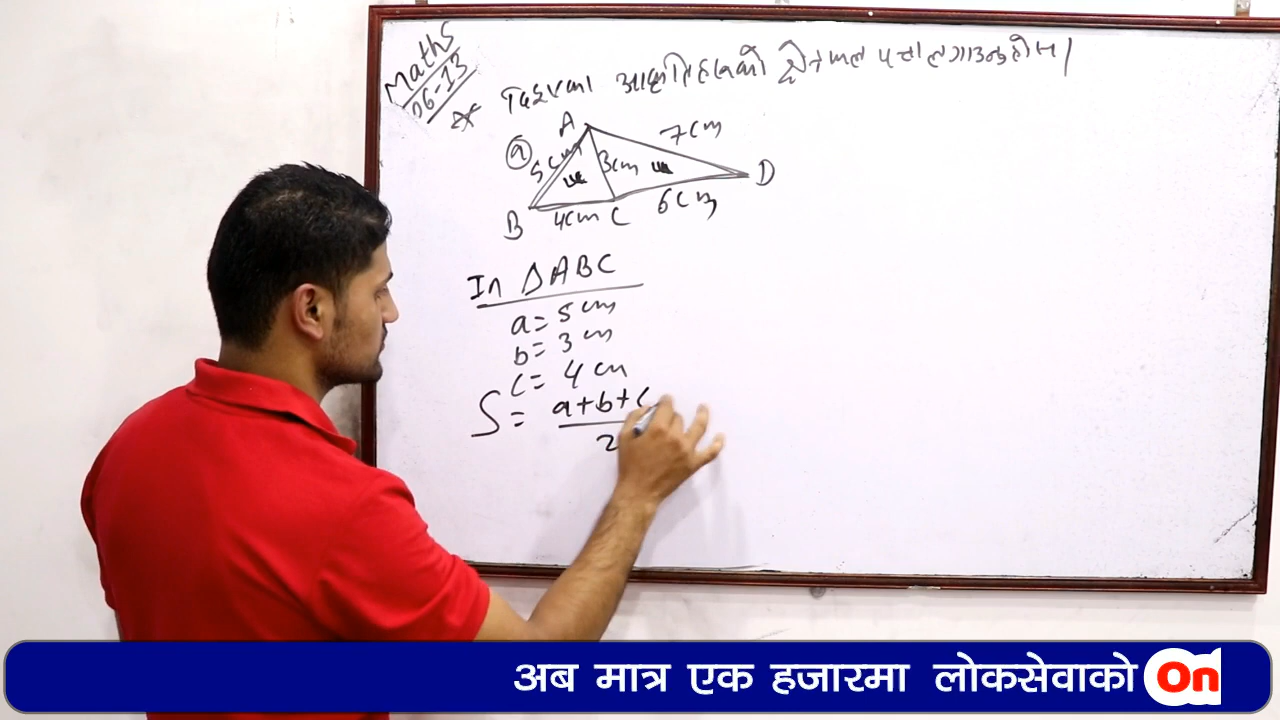 Maths
06-13
दिइएका आकृतिहरूको क्षेत्रफल पत्ता लगाउनुहोस्।
(a)
A
5cm
3cm
7cm
B
4cm
C
6cm
D
In ΔABC
a = 5 cm
b = 3 cm
c = 4 cm
S = a+b+c
2
अब मात्र एक हजारमा लोकसेवाको On